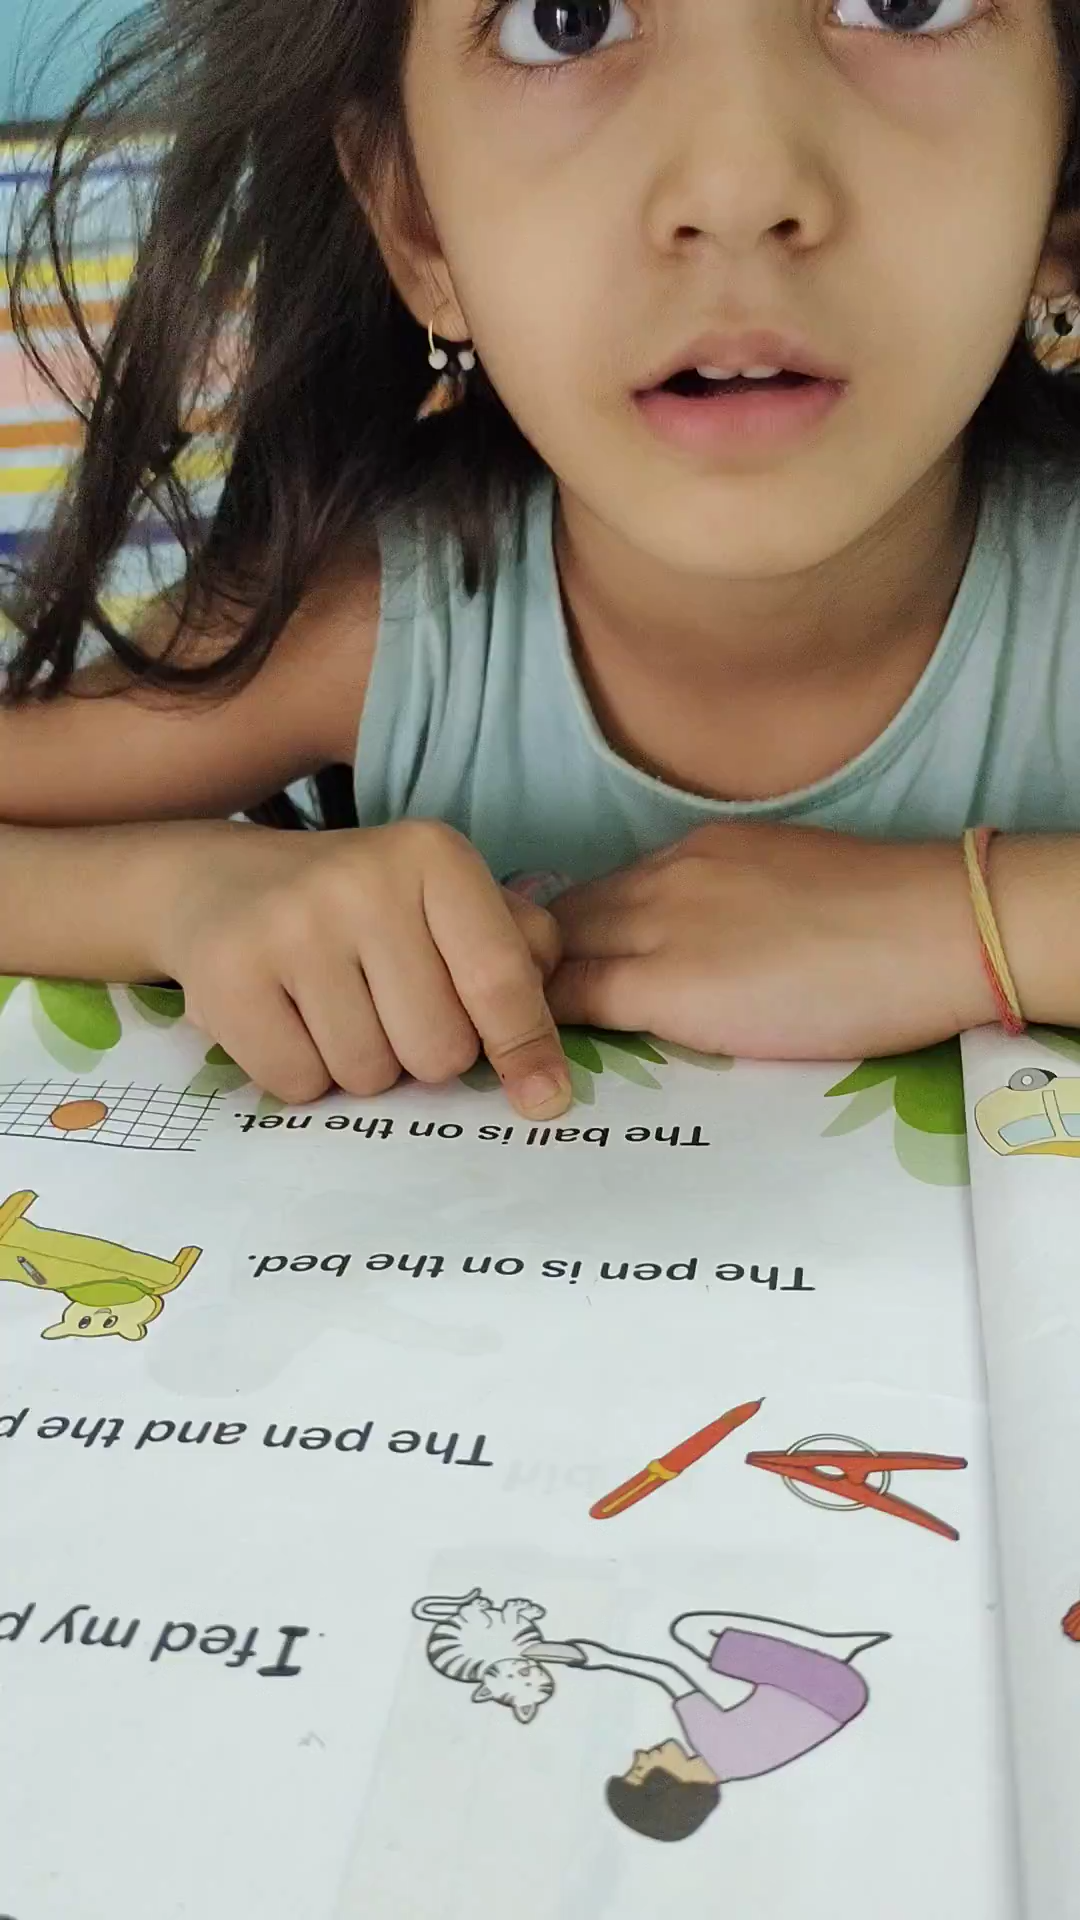 I fed my
The pen and the
The pen is on the bed.
The ball is on the net.